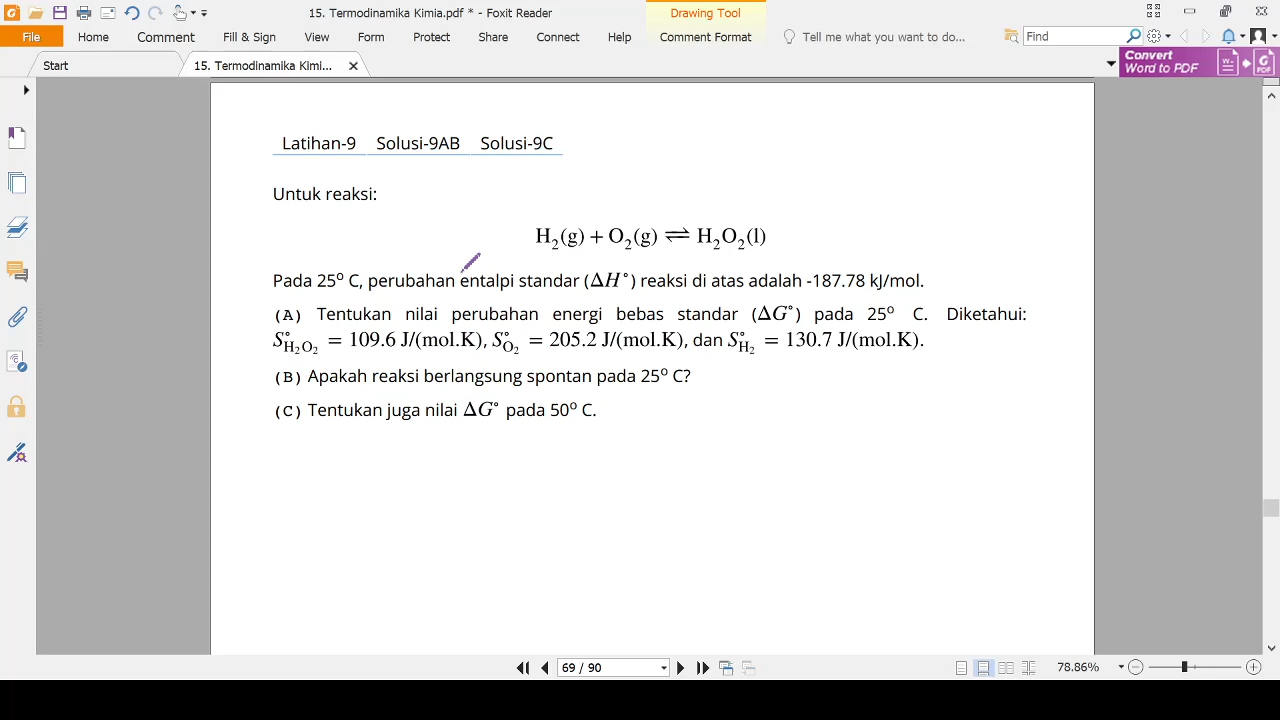 15. Termodinamika Kimia.pdf * - Foxit Reader
Drawing Tool
File Home Comment Fill & Sign View Form Protect Share Connect Help Comment Format Tell me what you want to do... Find
Start
15. Termodinamika Kimi...
Convert
Word to PDF
Latihan-9 Solusi-9AB Solusi-9C
Untuk reaksi:
H₂(g) + O₂(g) ⇌ H₂O₂(l)
Pada 25⁰ C, perubahan entalpi standar (ΔH°) reaksi di atas adalah -187.78 kJ/mol.
(A) Tentukan nilai perubahan energi bebas standar (ΔG°) pada 25⁰ C. Diketahui:
S°H₂O₂ = 109.6 J/(mol.K), S°O₂ = 205.2 J/(mol.K), dan S°H₂ = 130.7 J/(mol.K).
(B) Apakah reaksi berlangsung spontan pada 25⁰ C?
(C) Tentukan juga nilai ΔG° pada 50⁰ C.
69 / 90
78.86%